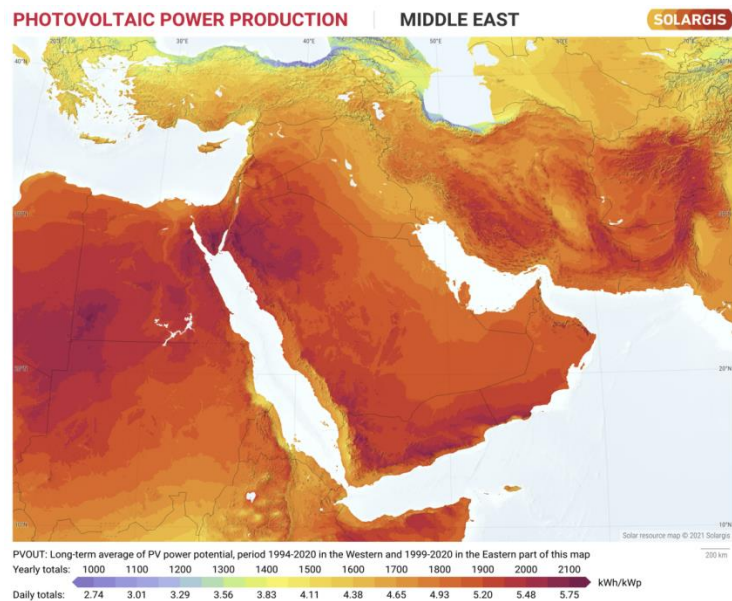 PHOTOVOLTAIC POWER PRODUCTION | MIDDLE EAST SOLARGIS
30°E 40°E 50°E
40°N
20°N
10°N 10°N
Solar resource map © 2021 Solargis
PVOUT: Long-term average of PV power potential, period 1994-2020 in the Western and 1999-2020 in the Eastern part of this map
200 km
Yearly totals: 1000 1100 1200 1300 1400 1500 1600 1700 1800 1900 2000 2100 kWh/kWp
Daily totals: 2.74 3.01 3.29 3.56 3.83 4.11 4.38 4.65 4.93 5.20 5.48 5.75